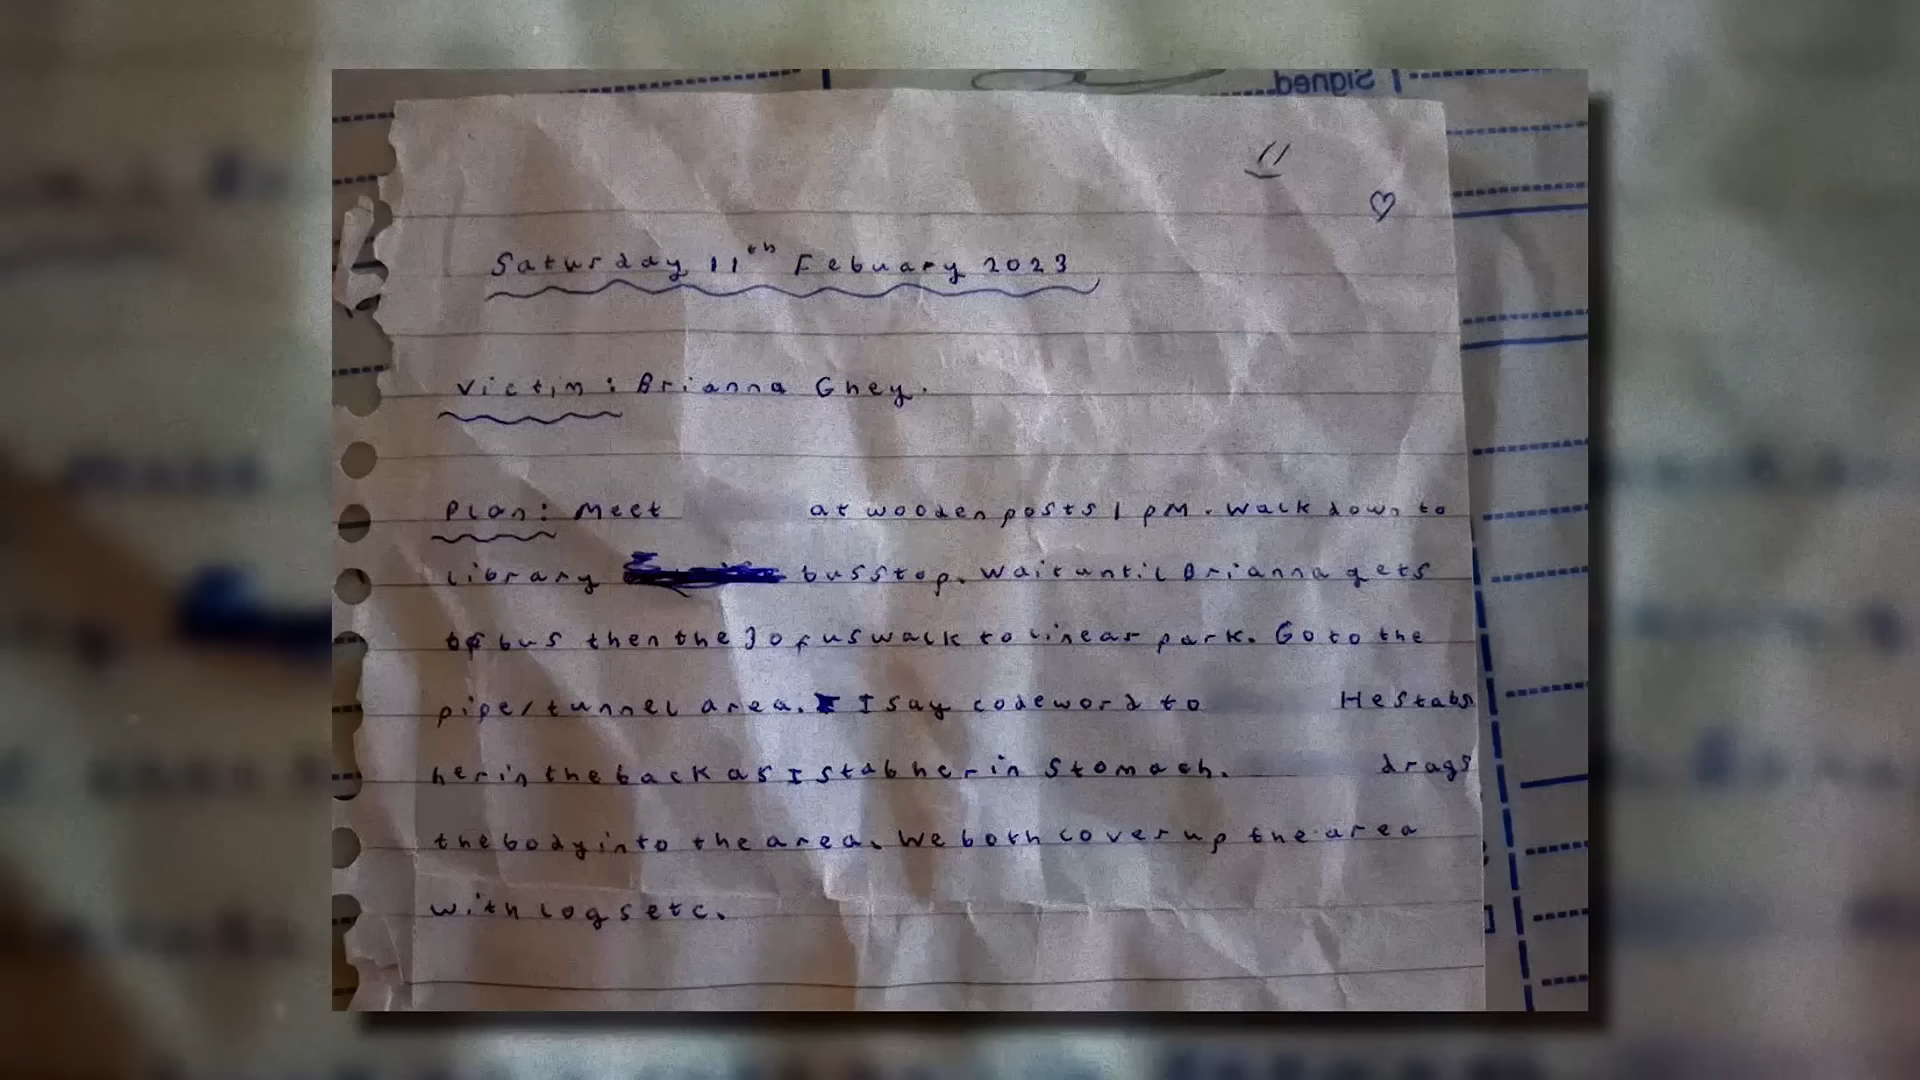 Signed
Saturday 11th Febuary 2023
Victim: Brianna Ghey.
Plan: Meet at wooden posts 1 PM. Walk down to
library bus stop. Wait until Brianna gets
of bus then the 3 of us walk to linear park. Go to the
pipe/tunnel area. I say codeword to He stabs
her in the back as I stab her in stomach. drags
the body into the area. We both cover up the area
with logs etc.